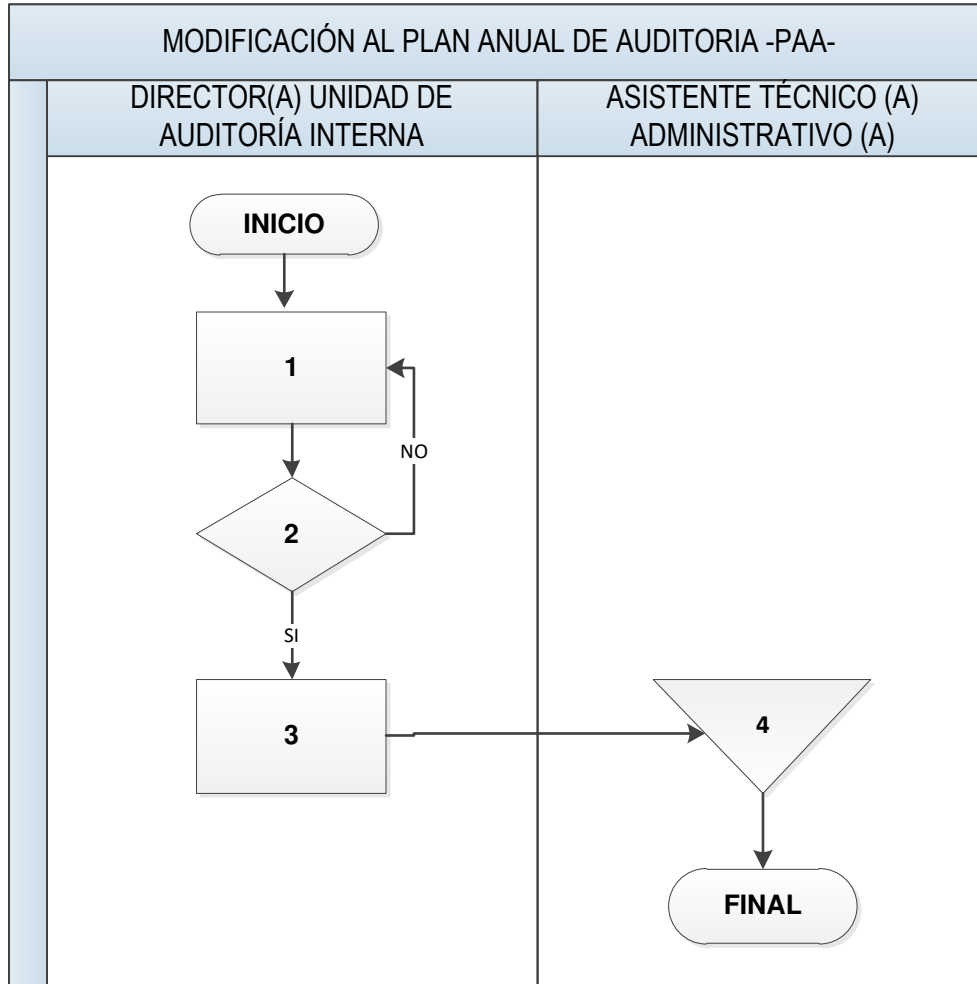 MODIFICACIÓN AL PLAN ANUAL DE AUDITORIA -PAA-
DIRECTOR(A) UNIDAD DE
AUDITORÍA INTERNA
ASISTENTE TÉCNICO (A)
ADMINISTRATIVO (A)
INICIO
1
NO
2
SI
3
4
FINAL